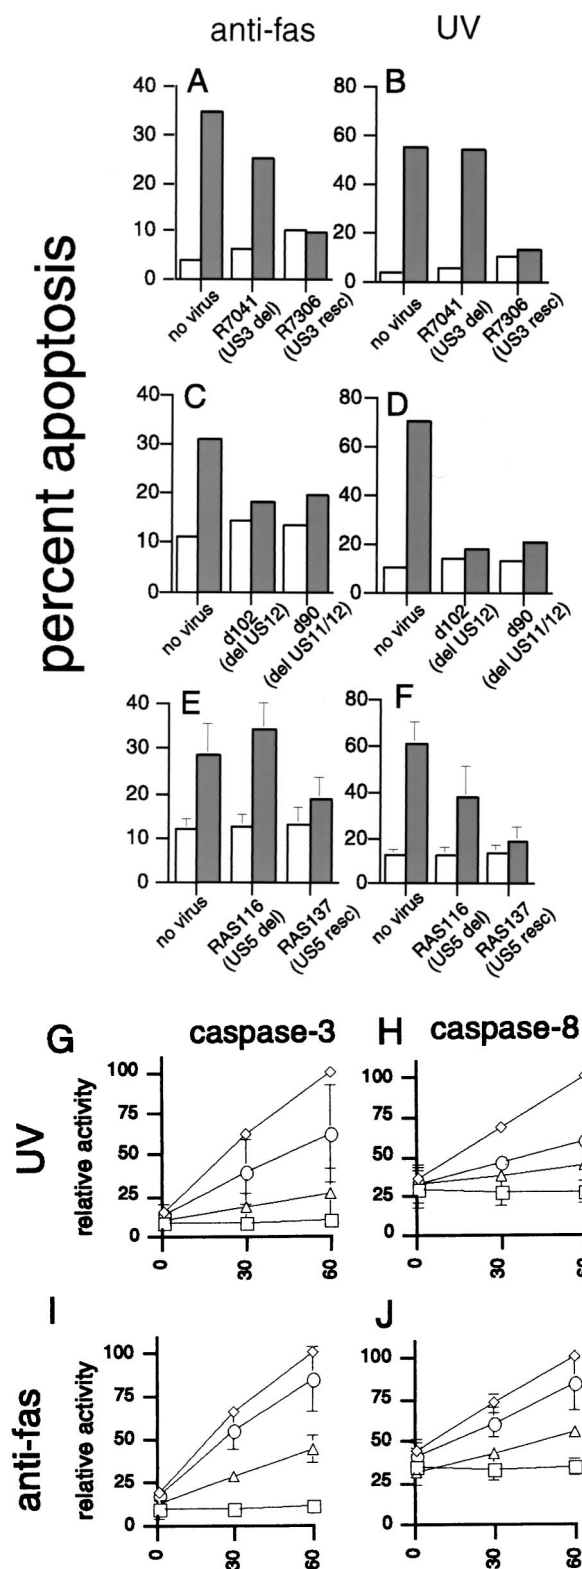 anti-fas UV
percent apoptosis
A
40
30
20
10
0
no virus
R7041
(US3 del)
R7306
(US3 resc)
B
80
60
40
20
0
no virus
R7041
(US3 del)
R7306
(US3 resc)
C
40
30
20
10
0
no virus
d102
(del US12)
d90
(del US11/12)
D
80
60
40
20
0
no virus
d102
(del US12)
d90
(del US11/12)
E
40
30
20
10
0
no virus
RAS116
(US5 del)
RAS137
(US5 resc)
F
80
60
40
20
0
no virus
RAS116
(US5 del)
RAS137
(US5 resc)
G caspase-3 H caspase-8
UV
relative activity
100
75
50
25
0
0 30 60
100
75
50
25
0
0 30 60
I J
anti-fas
relative activity
100
75
50
25
0
0 30 60
100
75
50
25
0
0 30 60